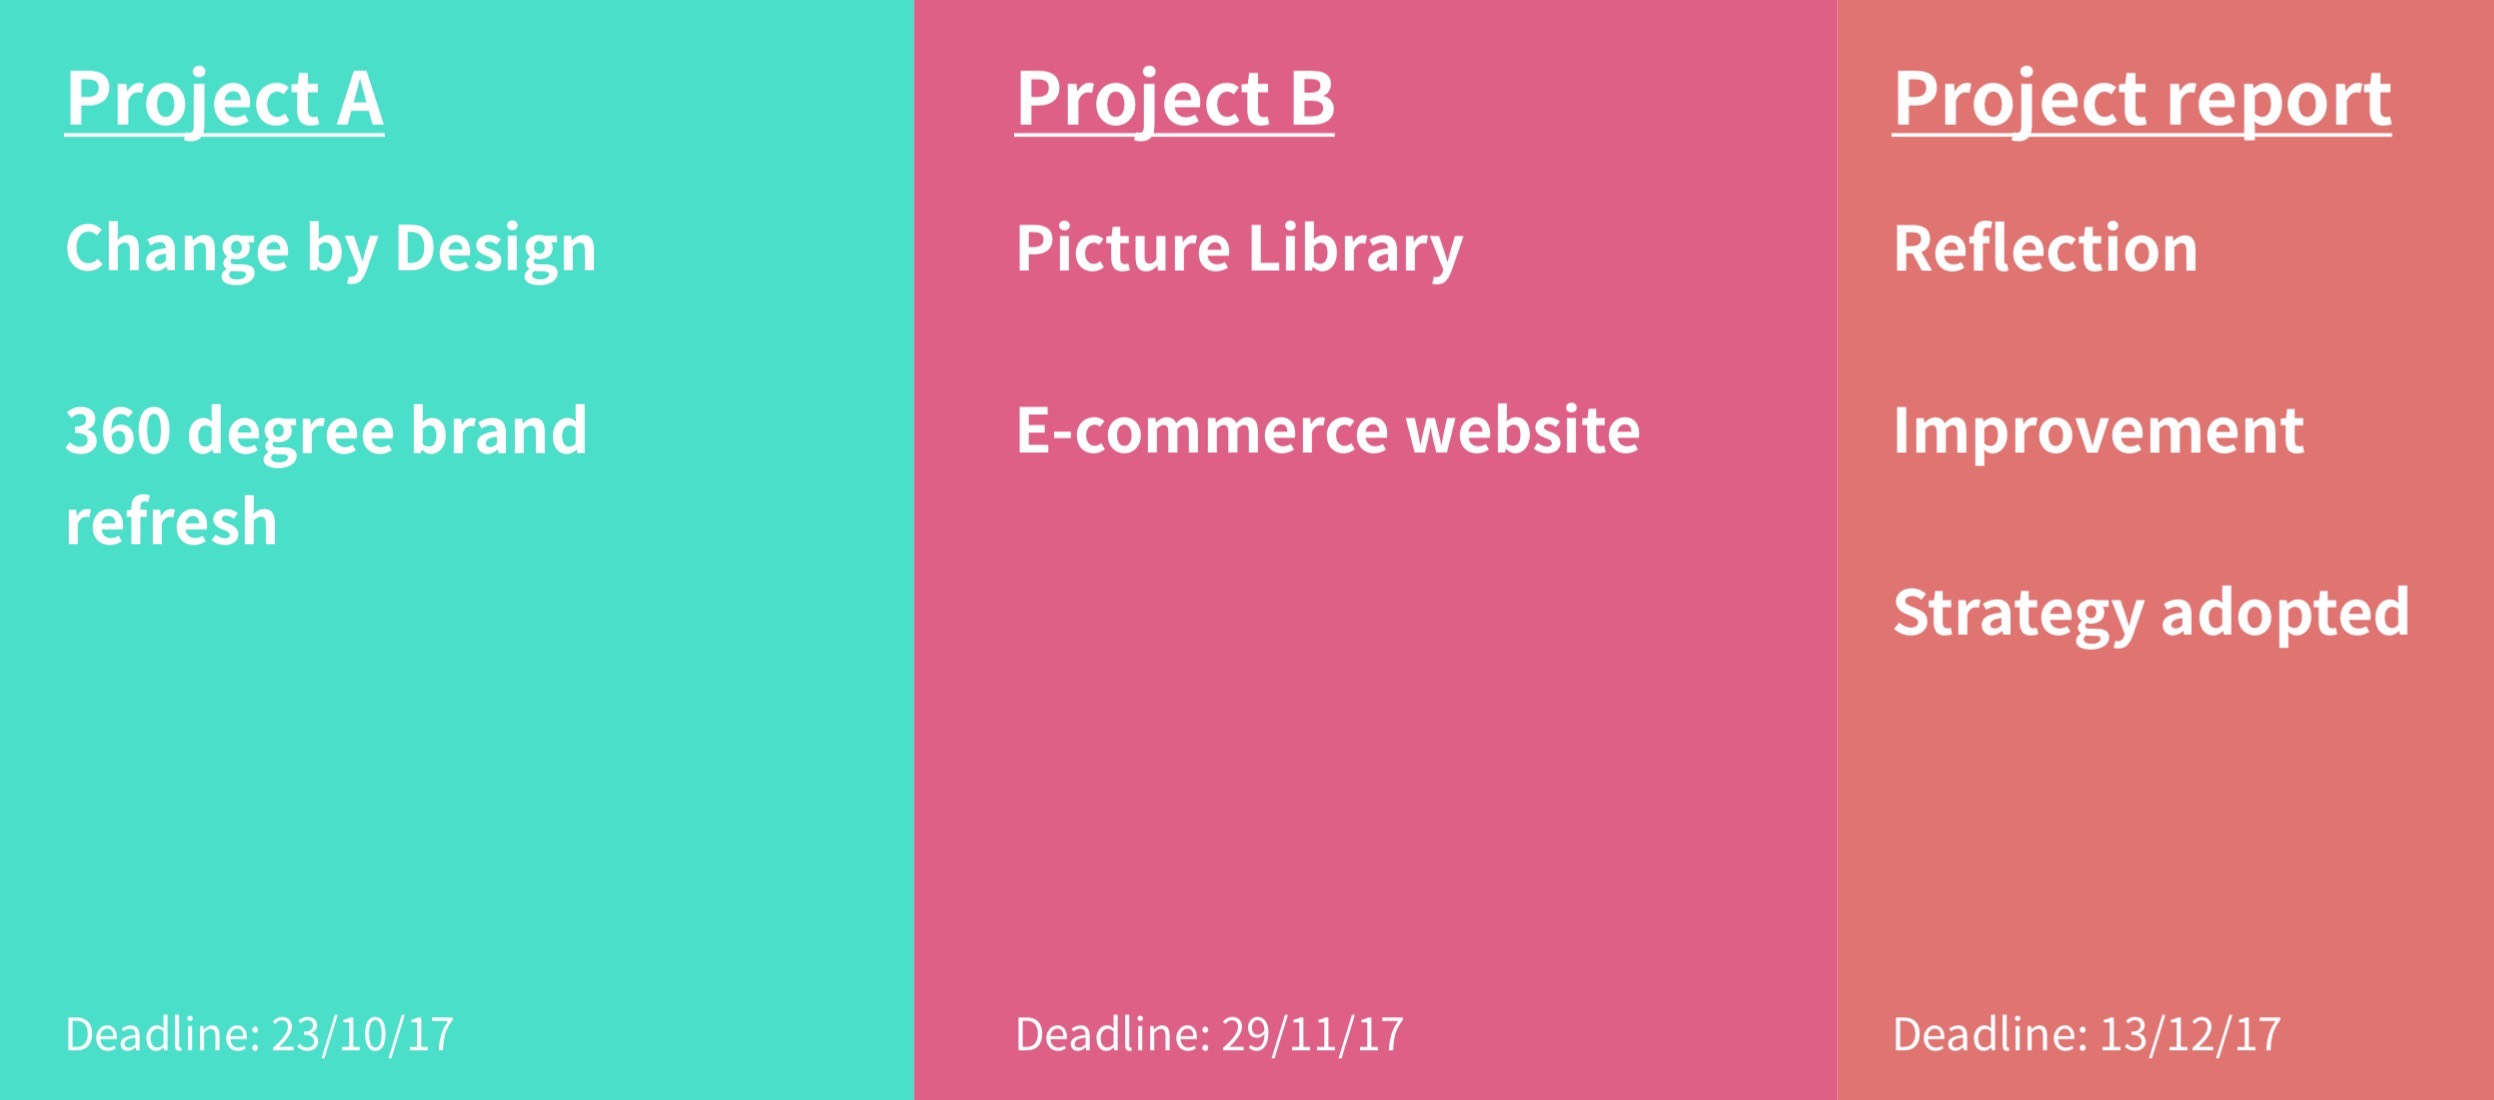 Project A
Change by Design
360 degree brand
refresh
Deadline: 23/10/17
Project B
Picture Library
E-commerce website
Deadline: 29/11/17
Project report
Reflection
Improvement
Strategy adopted
Deadline: 13/12/17